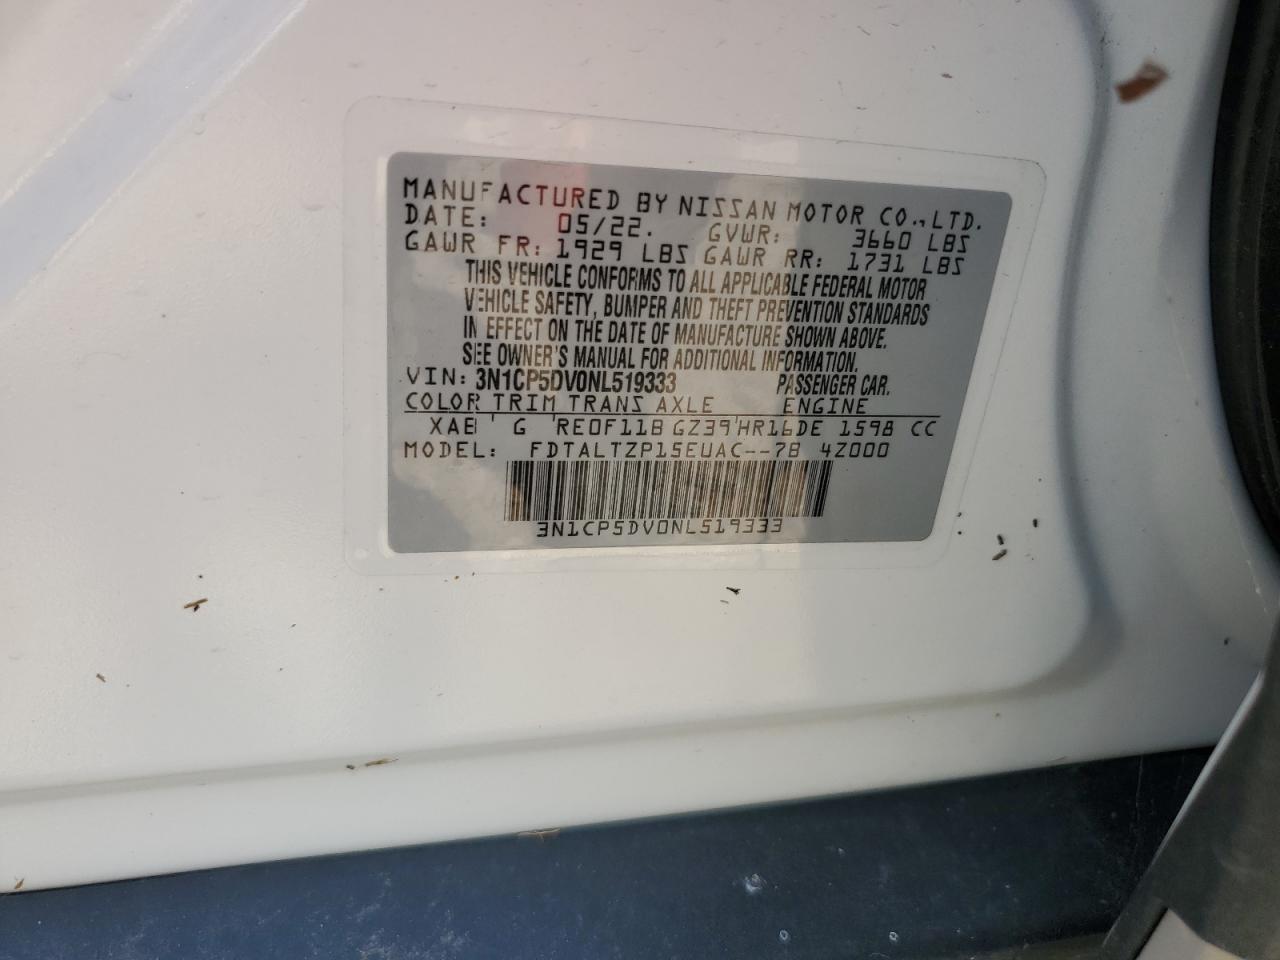 MANUFACTURED BY NISSAN MOTOR CO., LTD.
DATE: 05/22. GVWR: 3660 LBS
GAWR FR: 1929 LBS GAWR RR: 1731 LBS
THIS VEHICLE CONFORMS TO ALL APPLICABLE FEDERAL MOTOR
VEHICLE SAFETY, BUMPER AND THEFT PREVENTION STANDARDS
IN EFFECT ON THE DATE OF MANUFACTURE SHOWN ABOVE.
SEE OWNER'S MANUAL FOR ADDITIONAL INFORMATION.
VIN: 3N1CP5DV0NL519333 PASSENGER CAR.
COLOR TRIM TRANS AXLE ENGINE
XAB G RE0F11B GZ39 HR16DE 1598 CC
MODEL: FDTALTZP15EUAC--7B 4Z000
3N1CP5DV0NL519333